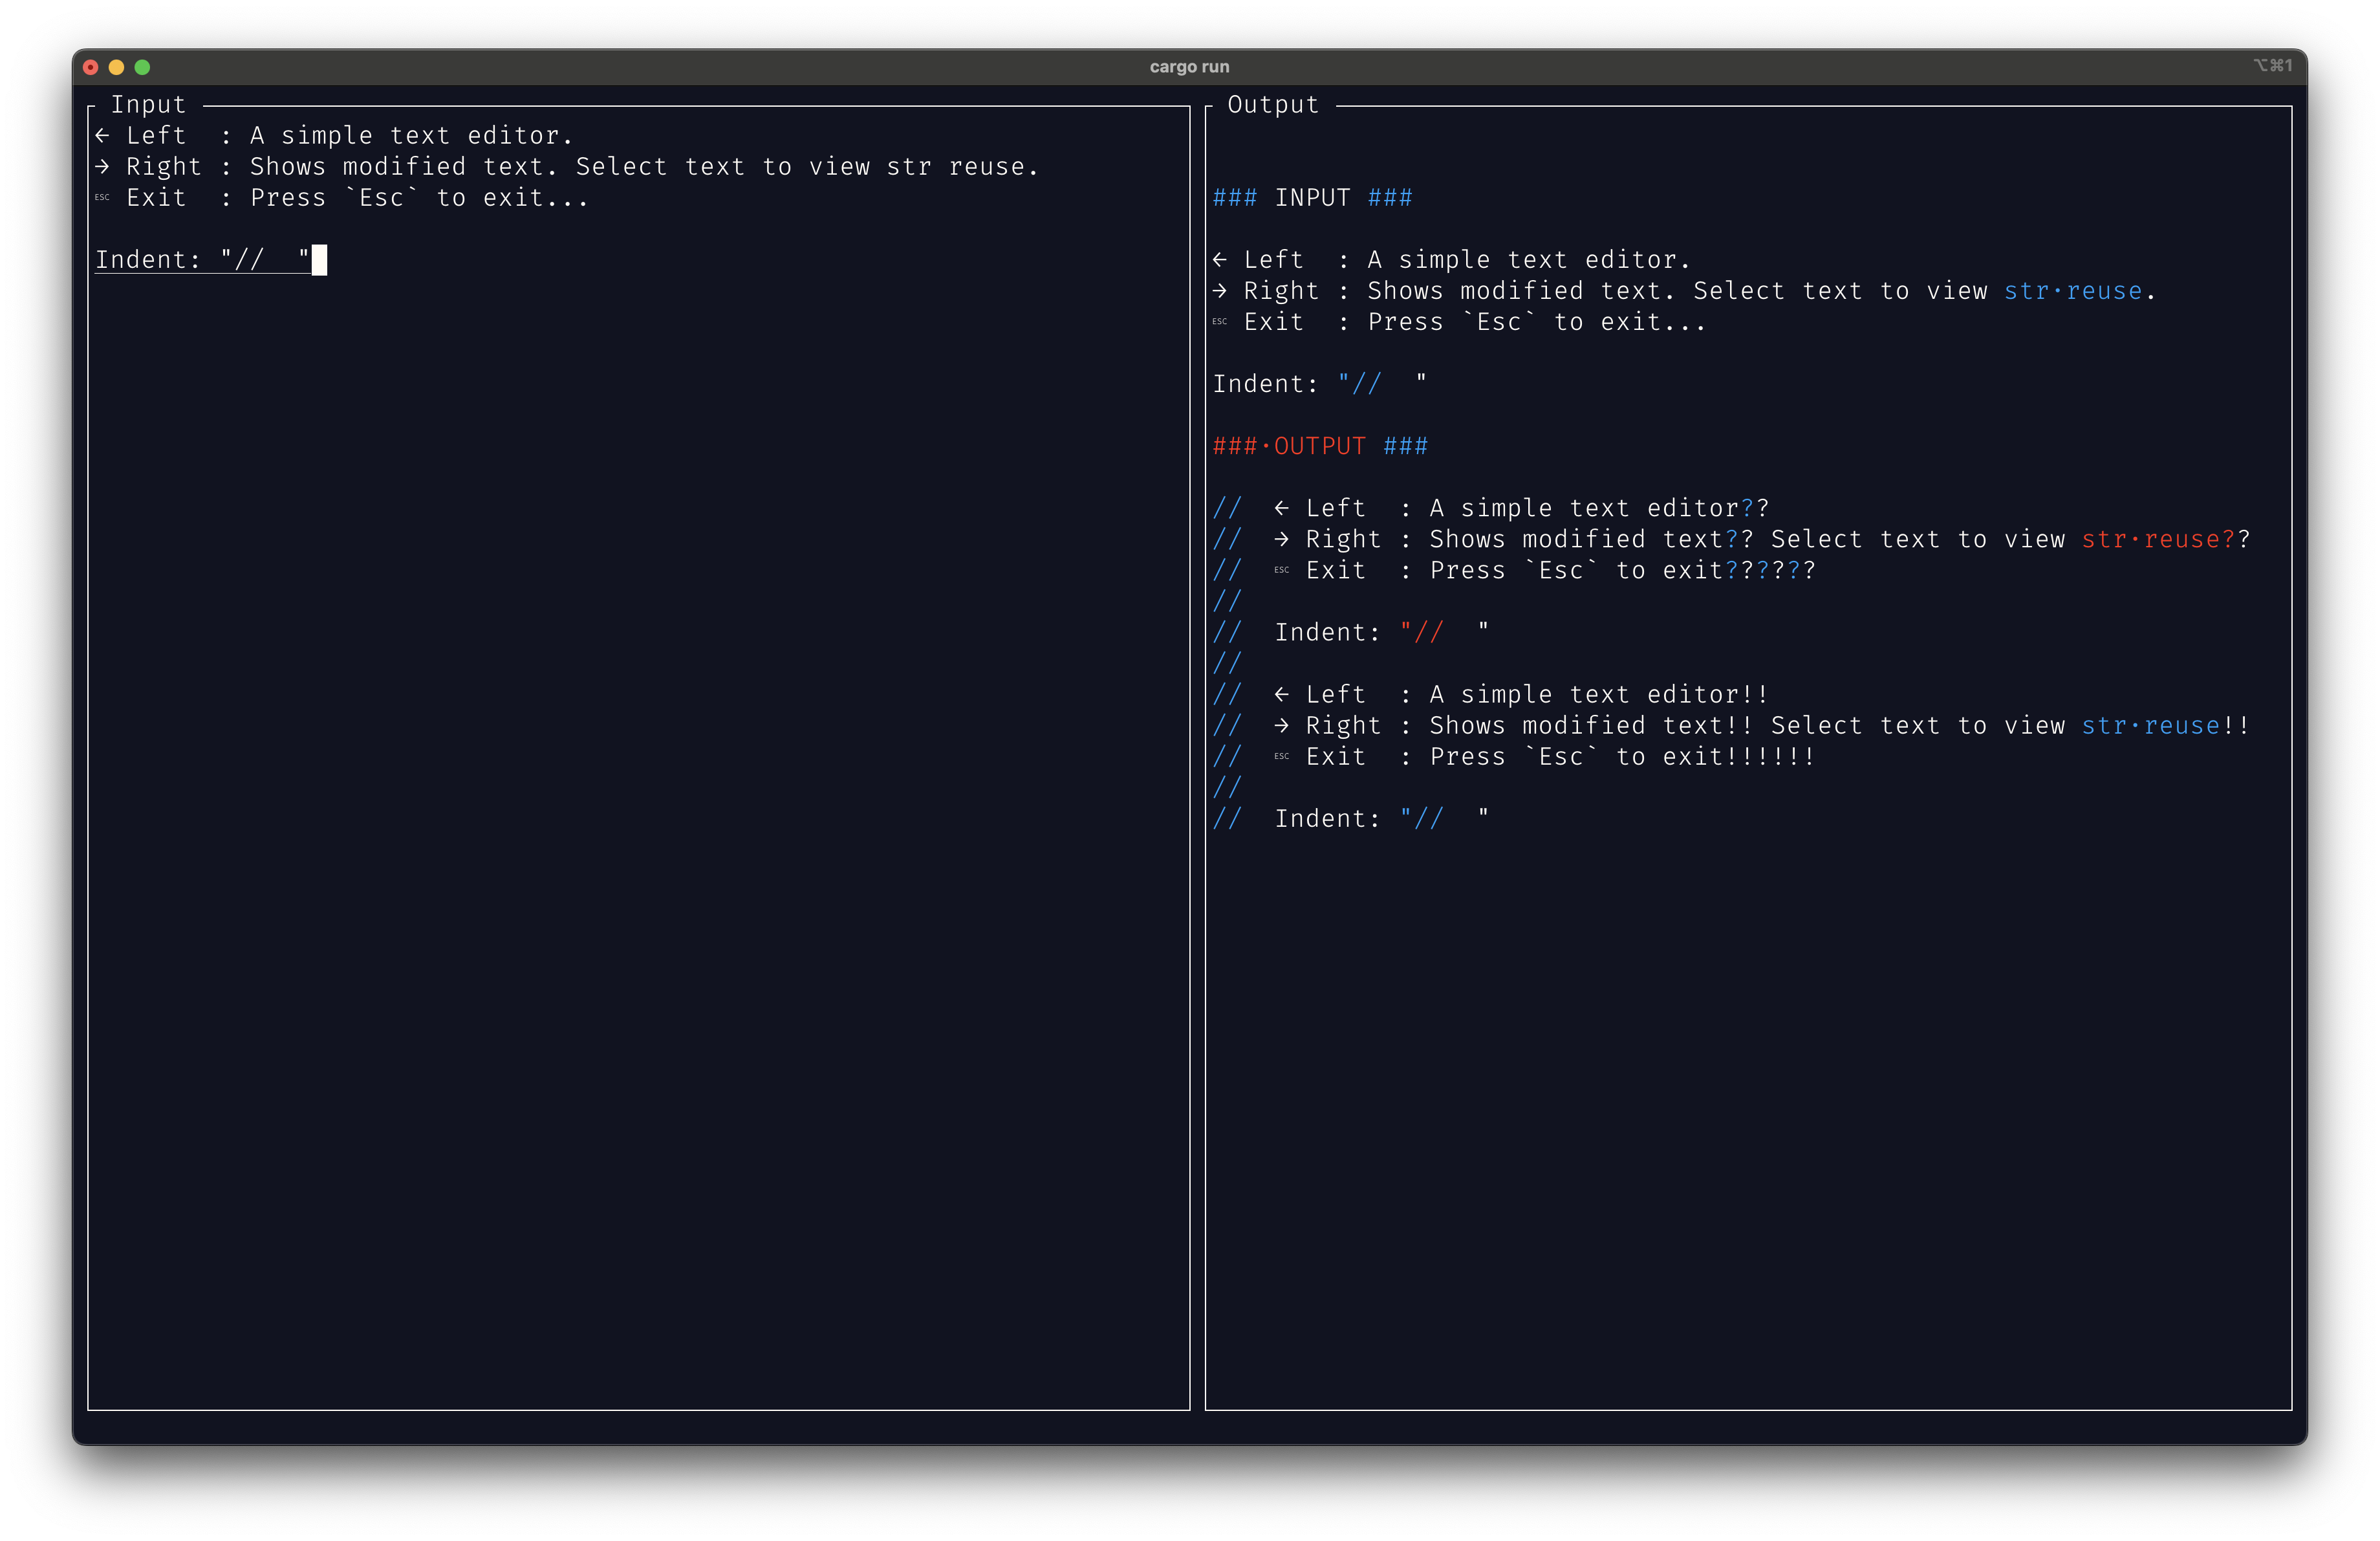 cargo run
⌥⌘1
Input
← Left  : A simple text editor.
→ Right : Shows modified text. Select text to view str reuse.
ESC Exit  : Press `Esc` to exit...
Indent: "//  "
Output
### INPUT ###
← Left  : A simple text editor.
→ Right : Shows modified text. Select text to view str·reuse.
ESC Exit  : Press `Esc` to exit...
Indent: "//  "
###·OUTPUT ###
//  ← Left  : A simple text editor??
//  → Right : Shows modified text?? Select text to view str·reuse??
//  ESC Exit  : Press `Esc` to exit??????
//
//  Indent: "//  "
//
//  ← Left  : A simple text editor!!
//  → Right : Shows modified text!! Select text to view str·reuse!!
//  ESC Exit  : Press `Esc` to exit!!!!!!
//
//  Indent: "//  "